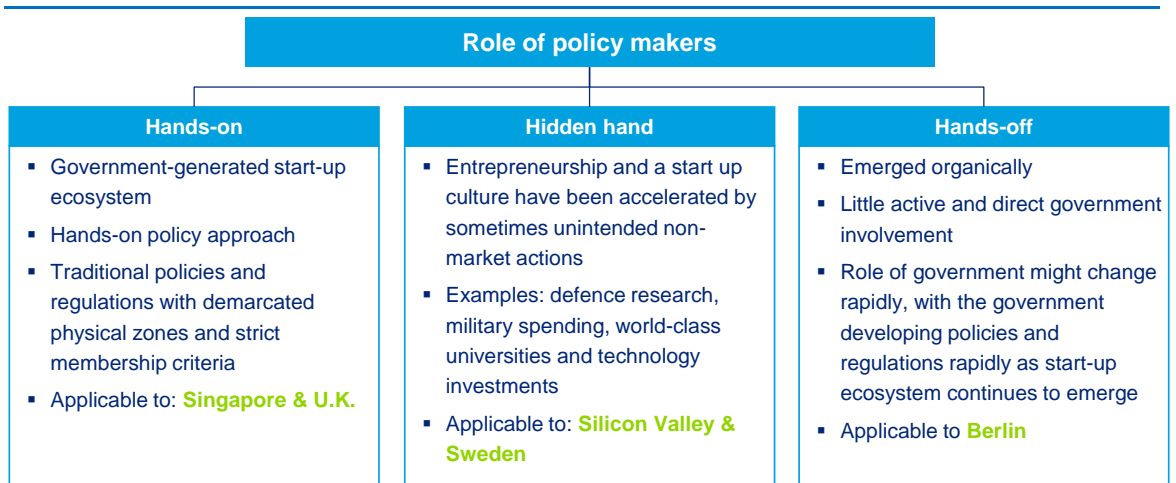 Role of policy makers
Hands-on
▪ Government-generated start-up
ecosystem
▪ Hands-on policy approach
▪ Traditional policies and
regulations with demarcated
physical zones and strict
membership criteria
▪ Applicable to: Singapore & U.K.
Hidden hand
▪ Entrepreneurship and a start up
culture have been accelerated by
sometimes unintended non-
market actions
▪ Examples: defence research,
military spending, world-class
universities and technology
investments
▪ Applicable to: Silicon Valley &
Sweden
Hands-off
▪ Emerged organically
▪ Little active and direct government
involvement
▪ Role of government might change
rapidly, with the government
developing policies and
regulations rapidly as start-up
ecosystem continues to emerge
▪ Applicable to Berlin